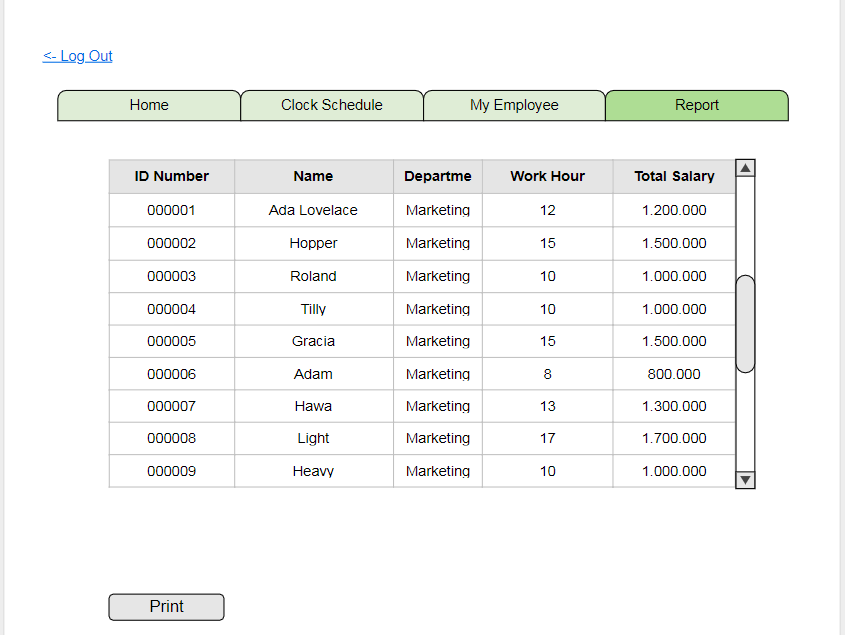 <- Log Out
Home Clock Schedule My Employee Report
ID Number Name Departme Work Hour Total Salary
000001 Ada Lovelace Marketing 12 1.200.000
000002 Hopper Marketing 15 1.500.000
000003 Roland Marketing 10 1.000.000
000004 Tilly Marketing 10 1.000.000
000005 Gracia Marketing 15 1.500.000
000006 Adam Marketing 8 800.000
000007 Hawa Marketing 13 1.300.000
000008 Light Marketing 17 1.700.000
000009 Heavy Marketing 10 1.000.000
Print